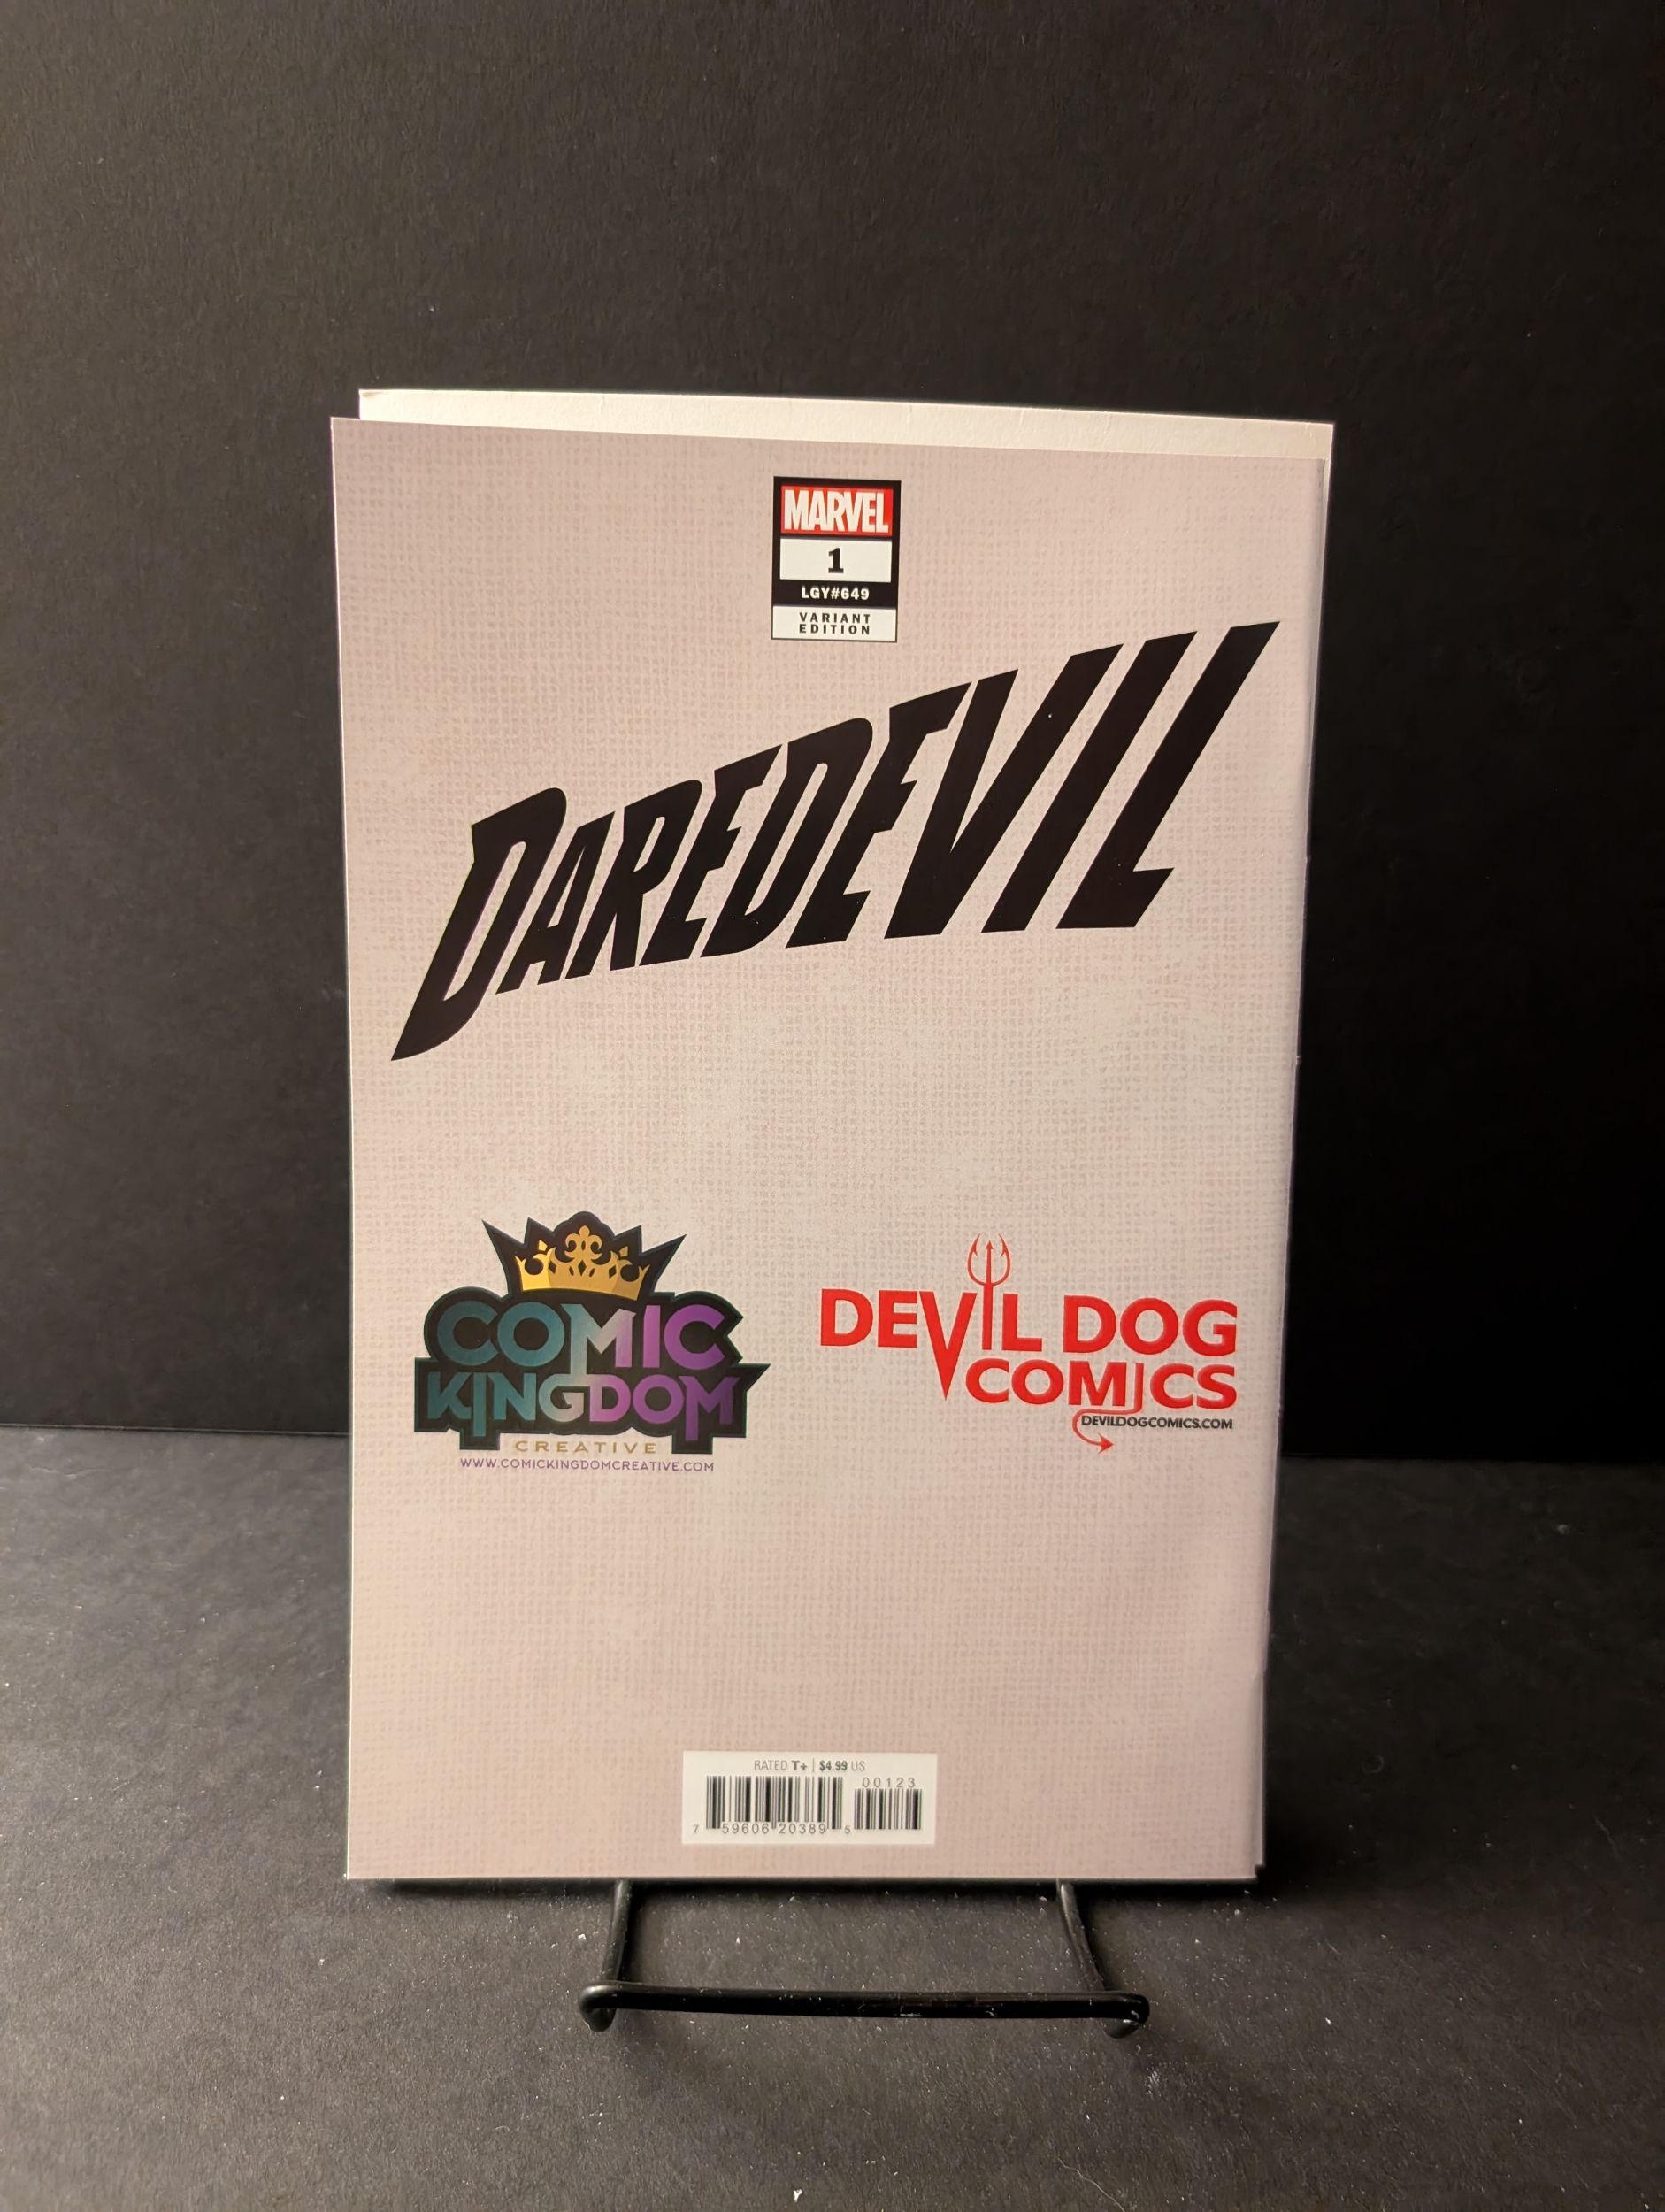 MARVEL
1
LGY#649
VARIANT
EDITION
DAREDEVIL
COMIC
KINGDOM
CREATIVE
WWW.COMICKINGDOMCREATIVE.COM
DEVIL DOG
COMICS
DEVILDOGCOMICS.COM
RATED T+ | $4.99 US
00123
7 59606 20389 5